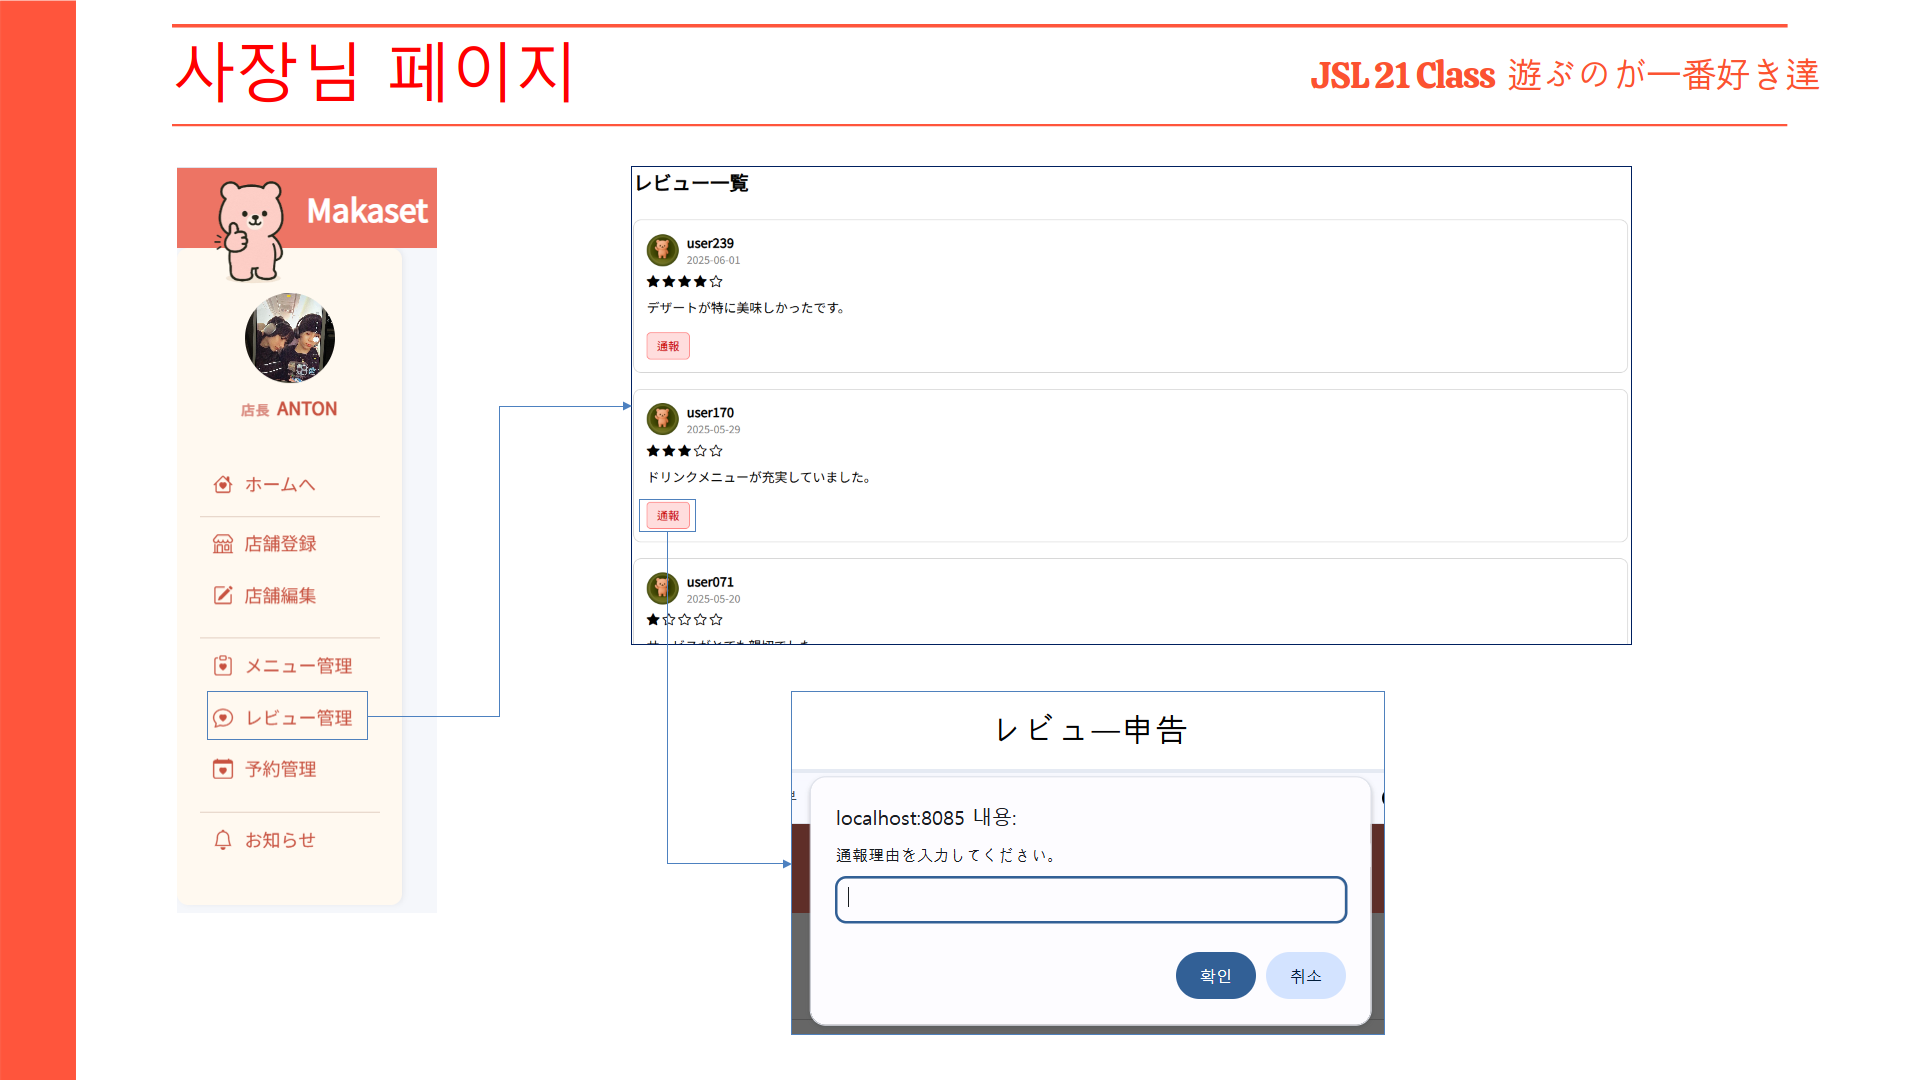 사장님 페이지
JSL 21 Class 遊ぶのが一番好き達
Makaset
店長 ANTON
ホームへ
店舗登録
店舗編集
メニュー管理
レビュー管理
予約管理
お知らせ
レビュー一覧
user239
2025-06-01
★★★★☆
デザートが特に美味しかったです。
通報
user170
2025-05-29
★★★☆☆
ドリンクメニューが充実していました。
通報
user071
2025-05-20
★☆☆☆☆
レビュー申告
localhost:8085 내용:
通報理由を入力してください。
확인
취소